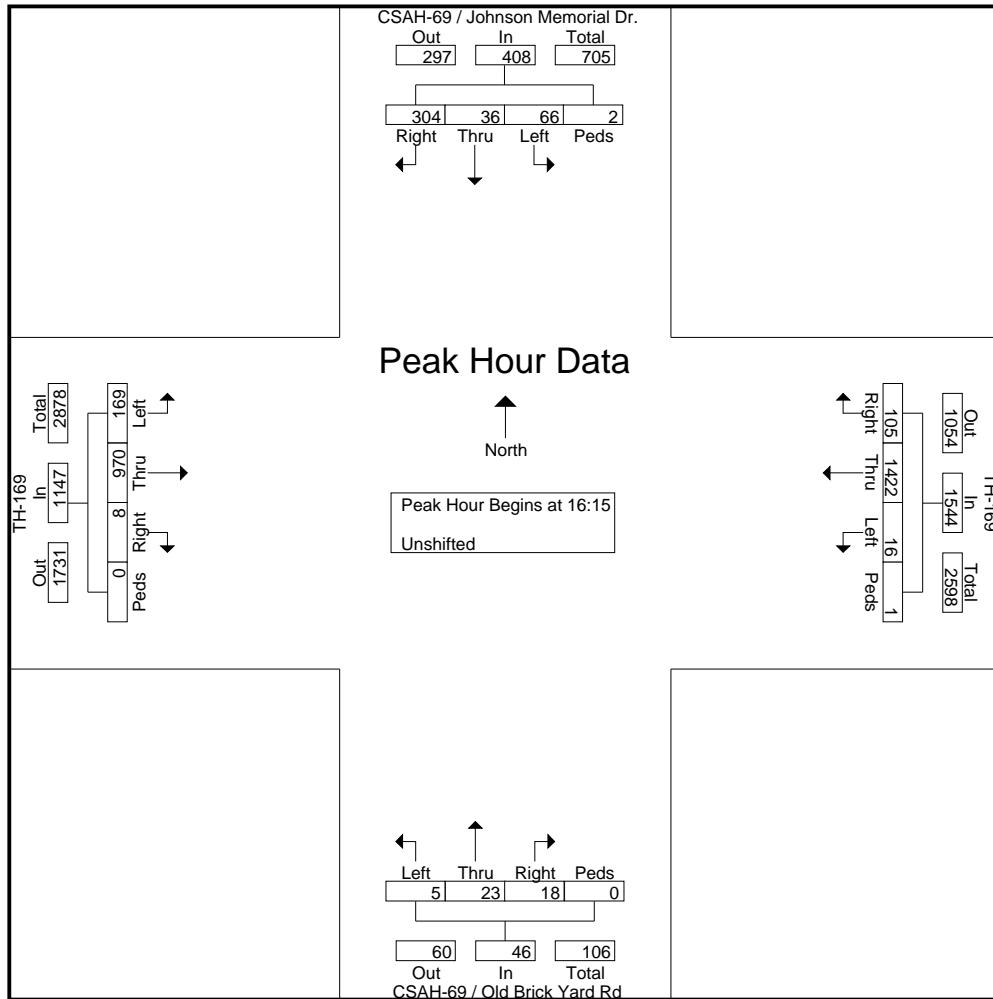 CSAH-69 / Johnson Memorial Dr.
Out In Total
297 408 705
304 36 66 2
Right Thru Left Peds
Peak Hour Data
North
Peak Hour Begins at 16:15
Unshifted
TH-169
Total In Out
2878 1147 1731
169 970 8 0
Left Thru Right Peds
Right Thru Left Peds
105 1422 16 1
1054 1544 2598
Out In Total
TH-169
Left Thru Right Peds
5 23 18 0
60 46 106
Out In Total
CSAH-69 / Old Brick Yard Rd